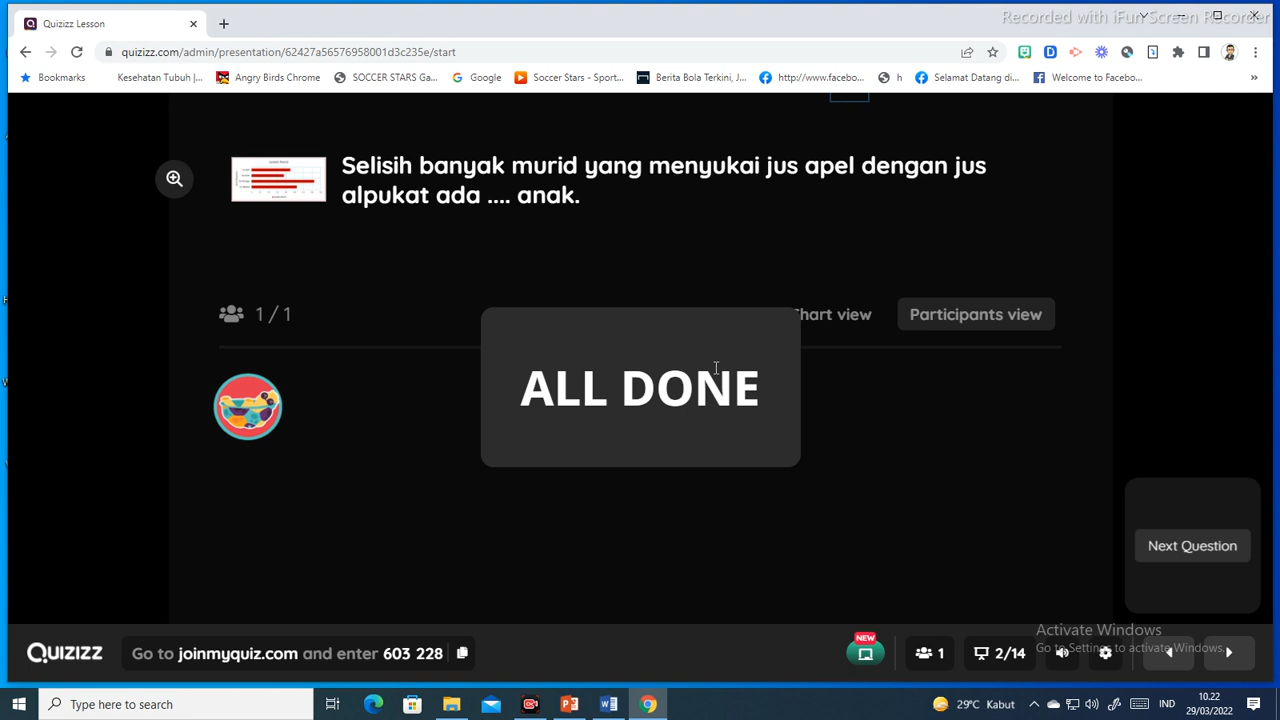 Quizizz Lesson
Recorded with iFun Screen Recorder
quizizz.com/admin/presentation/62427a56576958001d3c235e/start
Bookmarks
Kesehatan Tubuh |...
Angry Birds Chrome
SOCCER STARS Ga...
Google
Soccer Stars - Sport...
Berita Bola Terkini, J...
http://www.facebo...
h
Selamat Datang di...
Welcome to Facebo...
»
Selisih banyak murid yang menyukai jus apel dengan jus
alpukat ada .... anak.
1 / 1
Chart view
Participants view
ALL DONE
Next Question
Activate Windows
Go to Settings to activate Windows.
QUIZIZZ
Go to joinmyquiz.com and enter 603 228
NEW
1
2/14
Type here to search
29°C Kabut
IND
10.22
29/03/2022